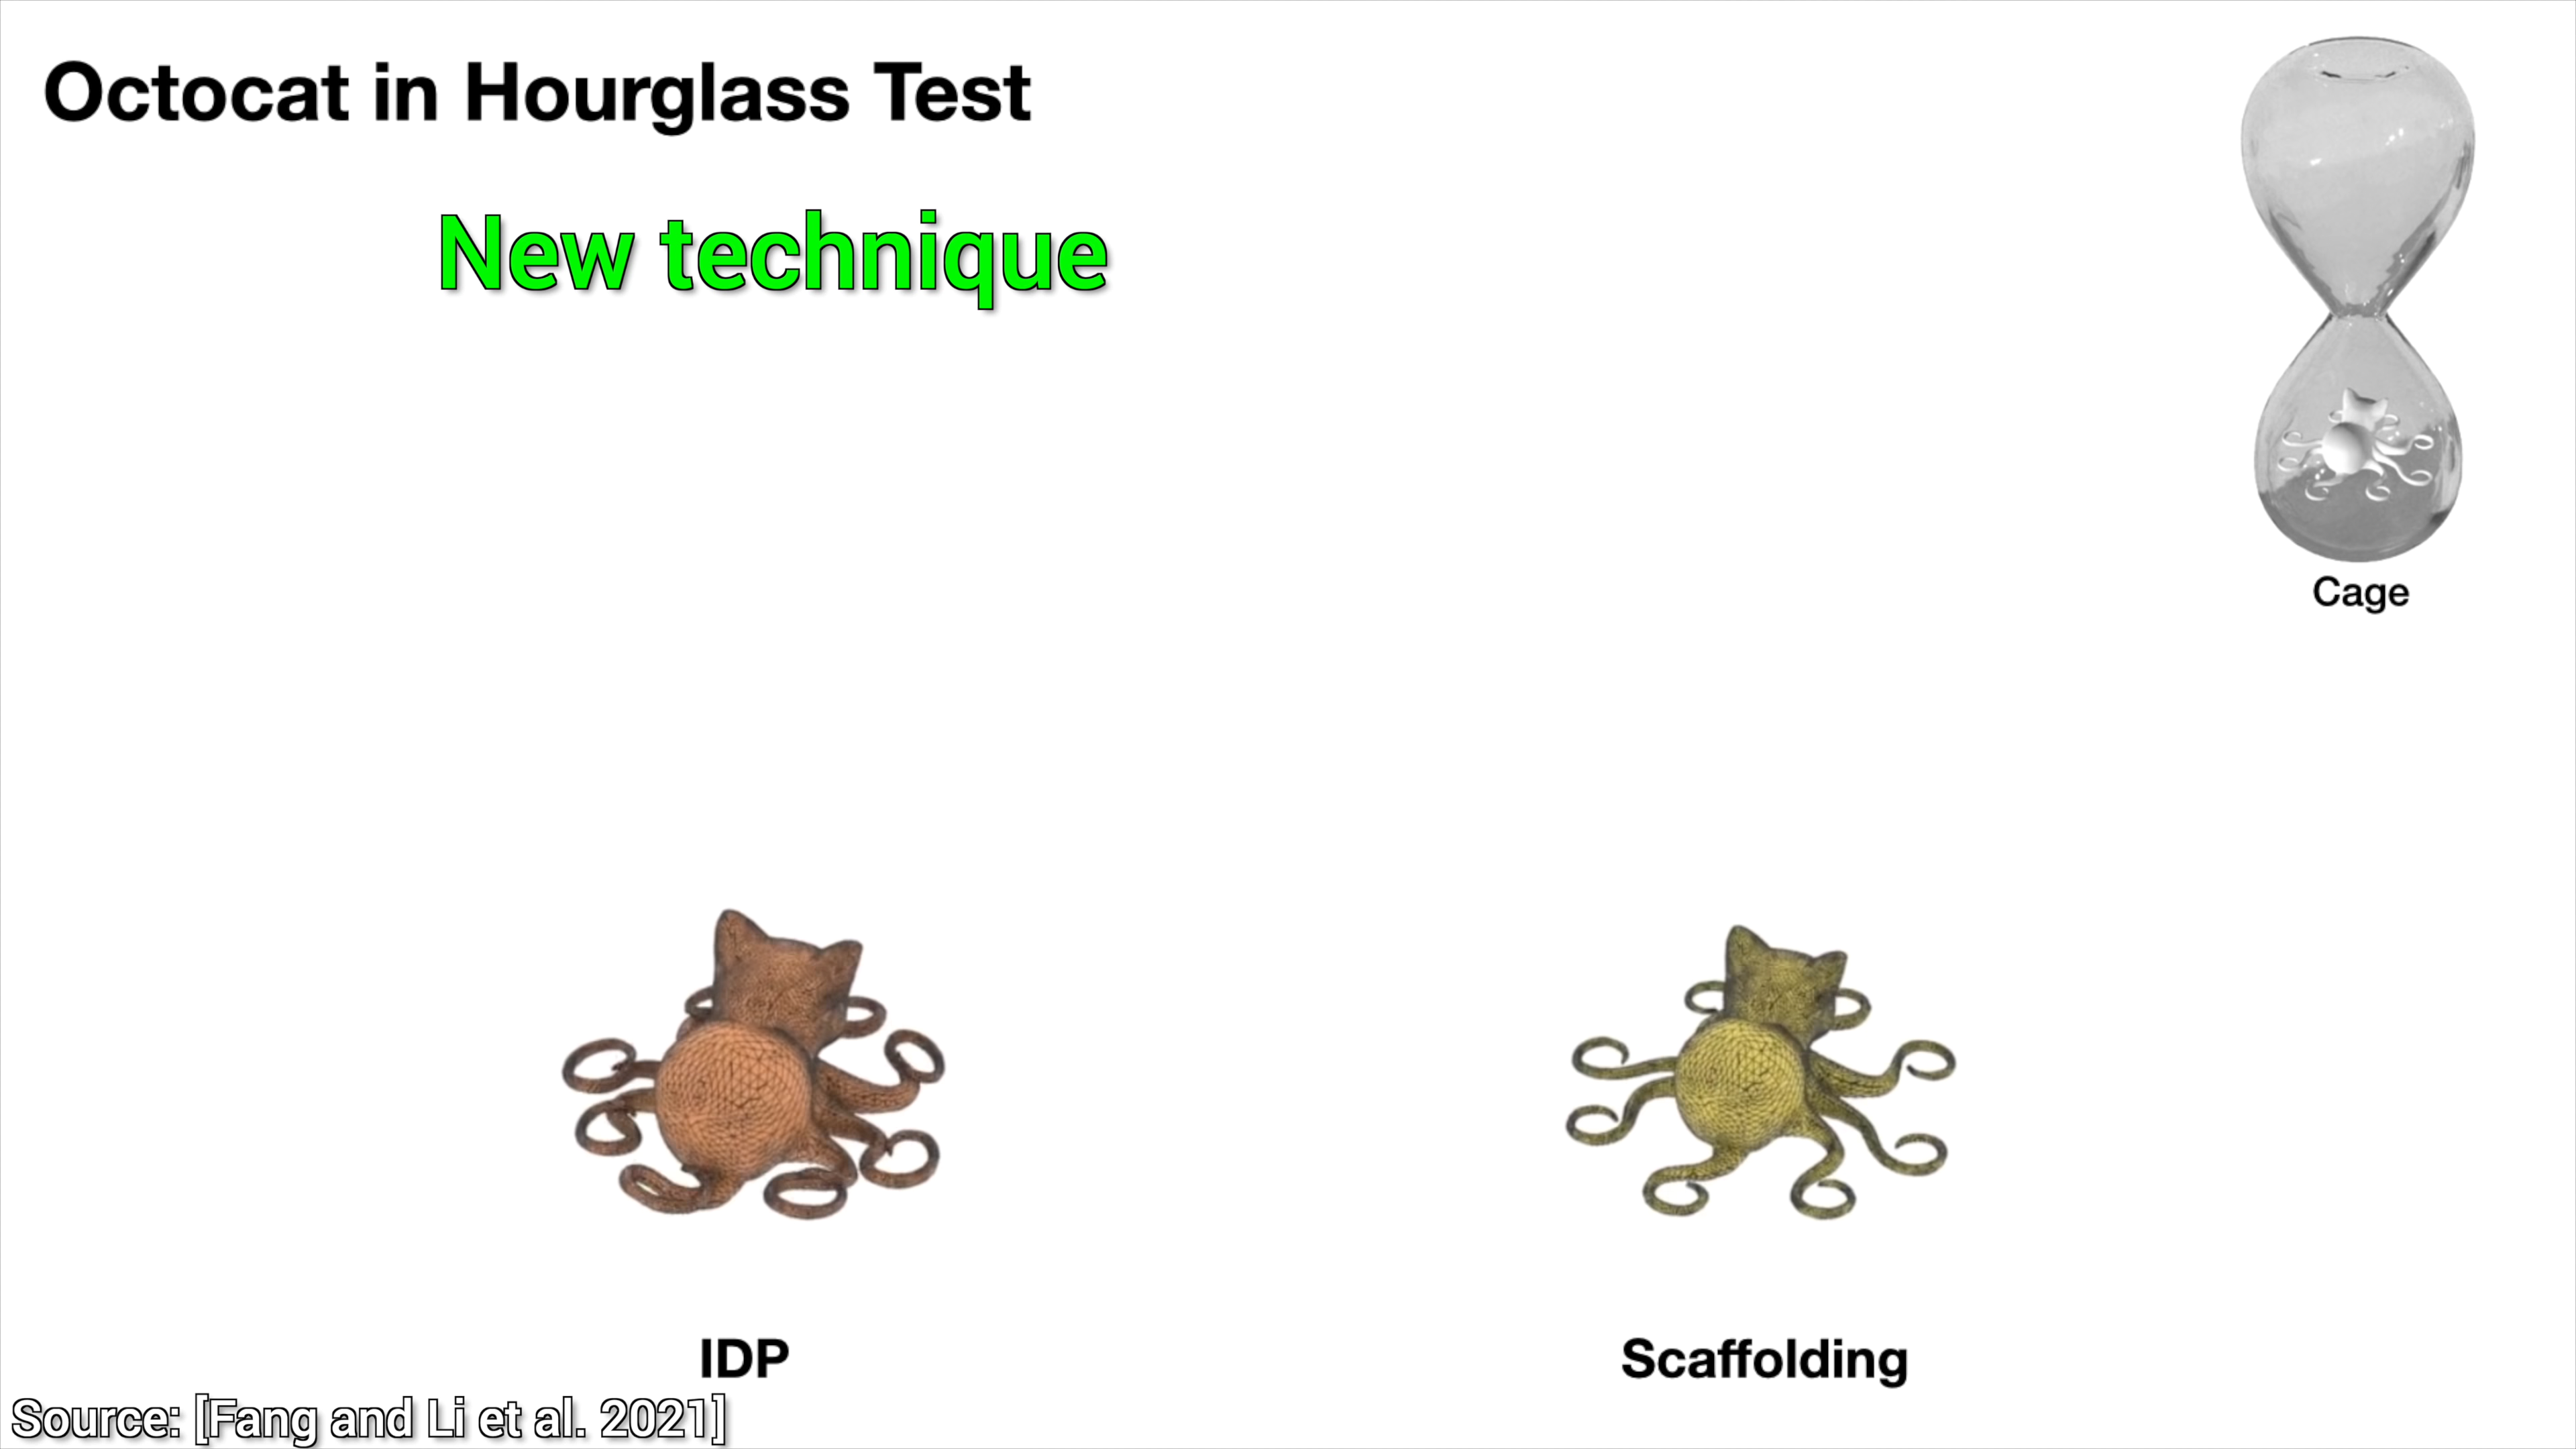 Octocat in Hourglass Test
New technique
Cage
IDP
Scaffolding
Source: [Fang and Li et al. 2021]